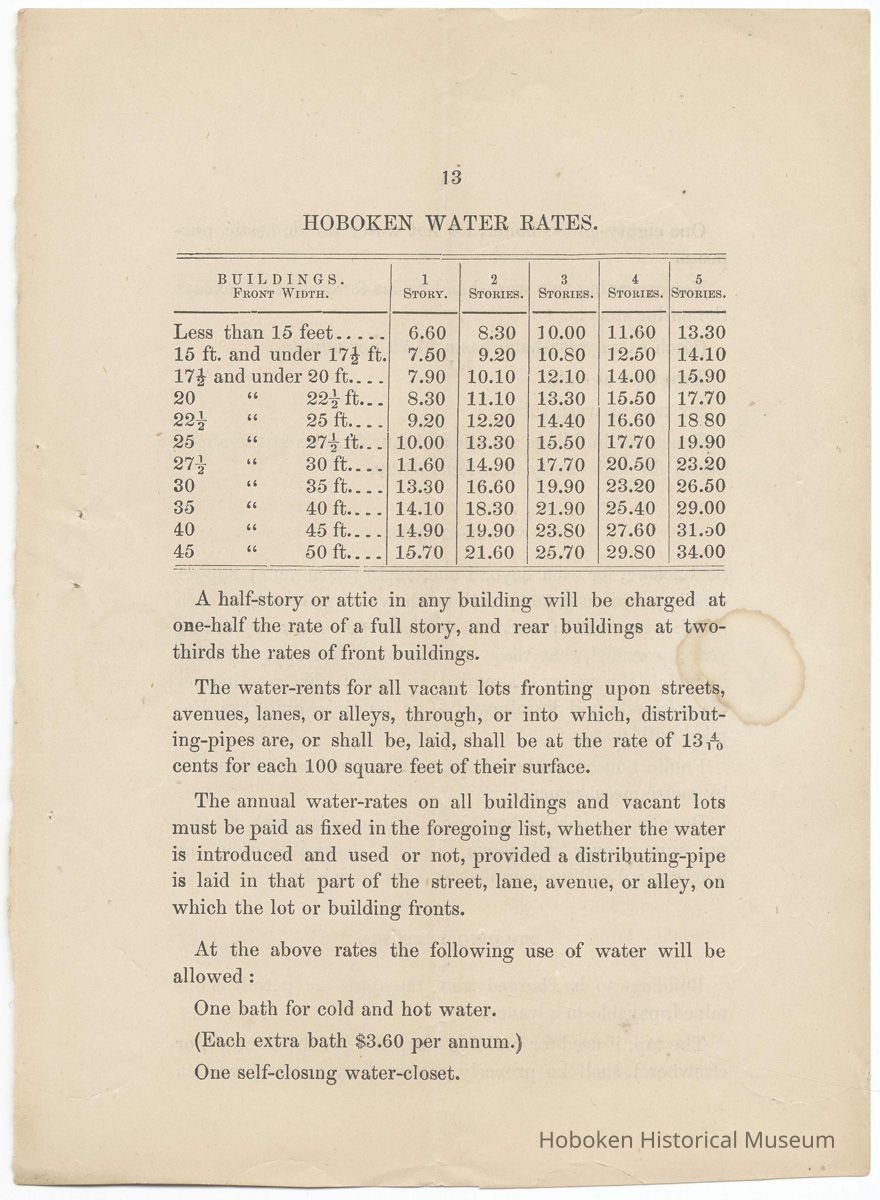 13
HOBOKEN WATER RATES.
BUILDINGS. FRONT WIDTH. 1 STORY. 2 STORIES. 3 STORIES. 4 STORIES. 5 STORIES.
Less than 15 feet..... 6.60 8.30 10.00 11.60 13.30
15 ft. and under 17½ ft. 7.50 9.20 10.80 12.50 14.10
17½ and under 20 ft.... 7.90 10.10 12.10 14.00 15.90
20 “ 22½ ft... 8.30 11.10 13.30 15.50 17.70
22½ “ 25 ft.... 9.20 12.20 14.40 16.60 18 80
25 “ 27½ ft... 10.00 13.30 15.50 17.70 19.90
27½ “ 30 ft.... 11.60 14.90 17.70 20.50 23.20
30 “ 35 ft.... 13.30 16.60 19.90 23.20 26.50
35 “ 40 ft.... 14.10 18.30 21.90 25.40 29.00
40 “ 45 ft.... 14.90 19.90 23.80 27.60 31.50
45 “ 50 ft.... 15.70 21.60 25.70 29.80 34.00
A half-story or attic in any building will be charged at
one-half the rate of a full story, and rear buildings at two-
thirds the rates of front buildings.
The water-rents for all vacant lots fronting upon streets,
avenues, lanes, or alleys, through, or into which, distribut-
ing-pipes are, or shall be, laid, shall be at the rate of 13 4/10
cents for each 100 square feet of their surface.
The annual water-rates on all buildings and vacant lots
must be paid as fixed in the foregoing list, whether the water
is introduced and used or not, provided a distributing-pipe
is laid in that part of the street, lane, avenue, or alley, on
which the lot or building fronts.
At the above rates the following use of water will be
allowed :
One bath for cold and hot water.
(Each extra bath $3.60 per annum.)
One self-closing water-closet.
Hoboken Historical Museum